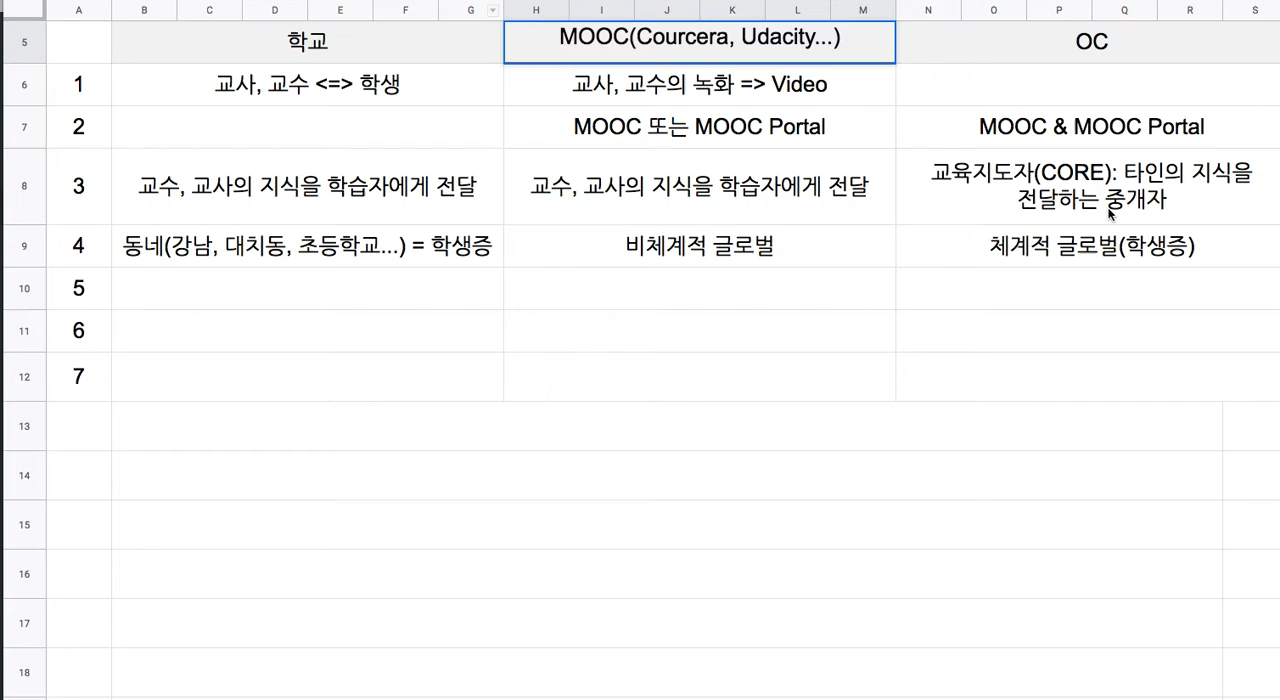 A B C D E F G H I J K L M N O P Q R S
5 학교 MOOC(Courcera, Udacity...) OC
6 1 교사, 교수 <=> 학생 교사, 교수의 녹화 => Video
7 2 MOOC 또는 MOOC Portal MOOC & MOOC Portal
8 3 교수, 교사의 지식을 학습자에게 전달 교수, 교사의 지식을 학습자에게 전달 교육지도자(CORE): 타인의 지식을
전달하는 중개자
9 4 동네(강남, 대치동, 초등학교...) = 학생증 비체계적 글로벌 체계적 글로벌(학생증)
10 5
11 6
12 7
13
14
15
16
17
18